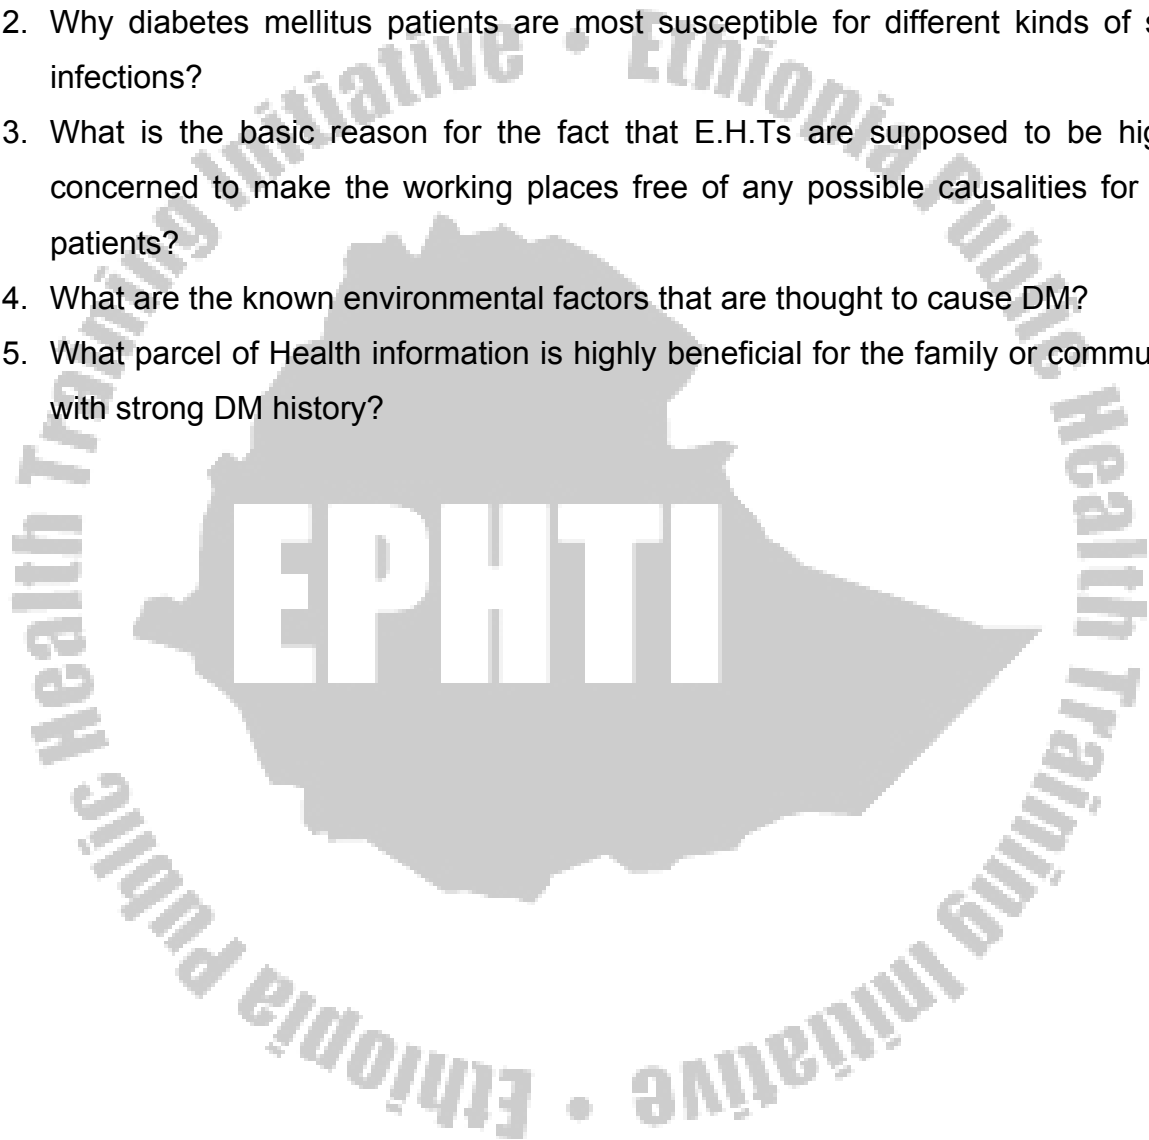 2. Why diabetes mellitus patients are most susceptible for different kinds of s
infections?
3. What is the basic reason for the fact that E.H.Ts are supposed to be hig
concerned to make the working places free of any possible causalities for
patients?
4. What are the known environmental factors that are thought to cause DM?
5. What parcel of Health information is highly beneficial for the family or commu
with strong DM history?
EPHTI
Ethiopia Public Health Training Initiative • Ethiopia Public Health Training Initiative •